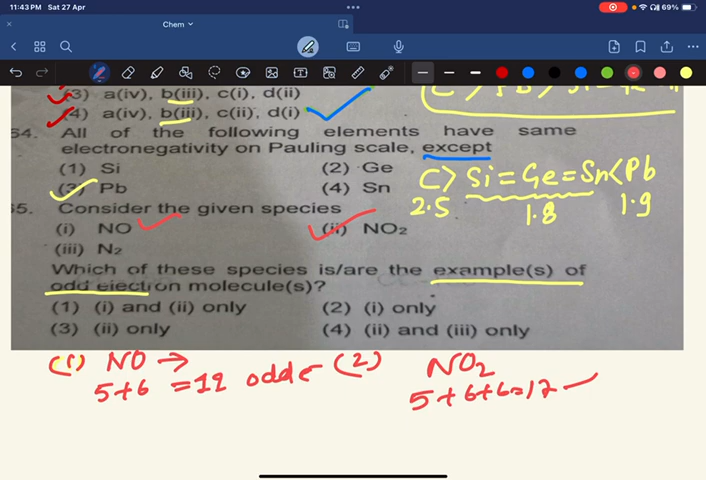 11:43 PM Sat 27 Apr
69%
Chem
(3) a(iv), b(iii), c(i), d(ii)
(4) a(iv), b(iii), c(ii), d(i)
54. All of the following elements have same
electronegativity on Pauling scale, except
(1) Si (2) Ge
(3) Pb (4) Sn
C > Si = Ge = Sn < Pb
2.5 1.8 1.9
55. Consider the given species
(i) NO (ii) NO2
(iii) N2
Which of these species is/are the example(s) of
odd electron molecule(s)?
(1) (i) and (ii) only (2) (i) only
(3) (ii) only (4) (ii) and (iii) only
(1) NO → (2) NO2
5+6 = 11 odd e 5+6+6=17